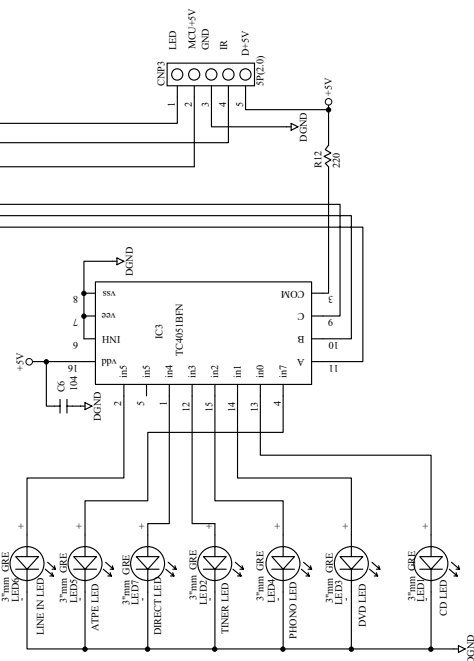 LED
MCU+5V
GND
IR
D+5V
CNP3
5P(2.0)
1
2
3
4
5
+5V
DGND
R12
220
DGND
8
vss
7
vee
6
INH
16
vdd
+5V
C6
104
DGND
IC3
TC4051BFN
COM
3
C
9
B
10
A
11
in5
in5
in4
in3
in2
in1
in0
in7
2
5
1
12
15
14
13
4
3"mm GRE
LED6
LINE IN LED
+
-
3"mm GRE
LED5
ATPE LED
+
-
3"mm GRE
LED7
DIRECT LED
+
-
3"mm GRE
LED2
TINER LED
+
-
3"mm GRE
LED4
PHONO LED
+
-
3"mm GRE
LED3
DVD LED
+
-
3"mm GRE
LED1
CD LED
+
-
DGND